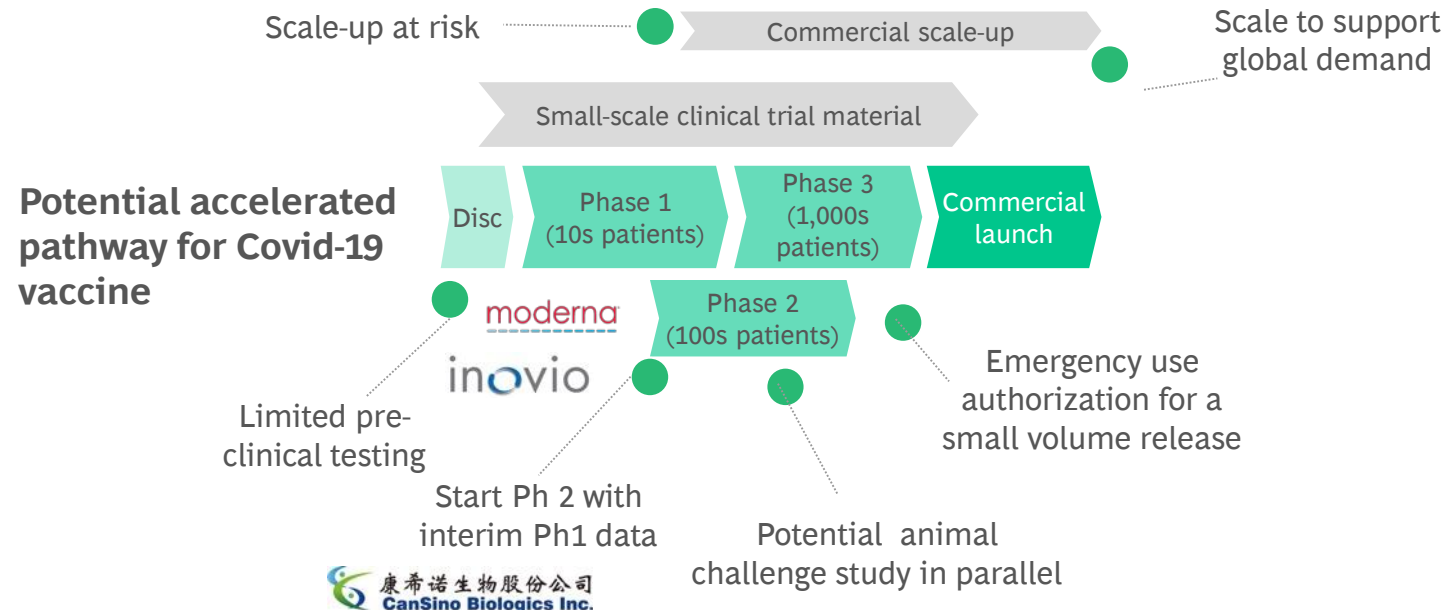 Scale-up at risk
Commercial scale-up
Scale to support
global demand
Small-scale clinical trial material
Potential accelerated
pathway for Covid-19
vaccine
Disc
Phase 1
(10s patients)
Phase 3
(1,000s
patients)
Commercial
launch
moderna
inovio
Phase 2
(100s patients)
Limited pre-
clinical testing
Start Ph 2 with
interim Ph1 data
Potential animal
challenge study in parallel
Emergency use
authorization for a
small volume release
康希诺生物股份公司
CanSino Biologics Inc.